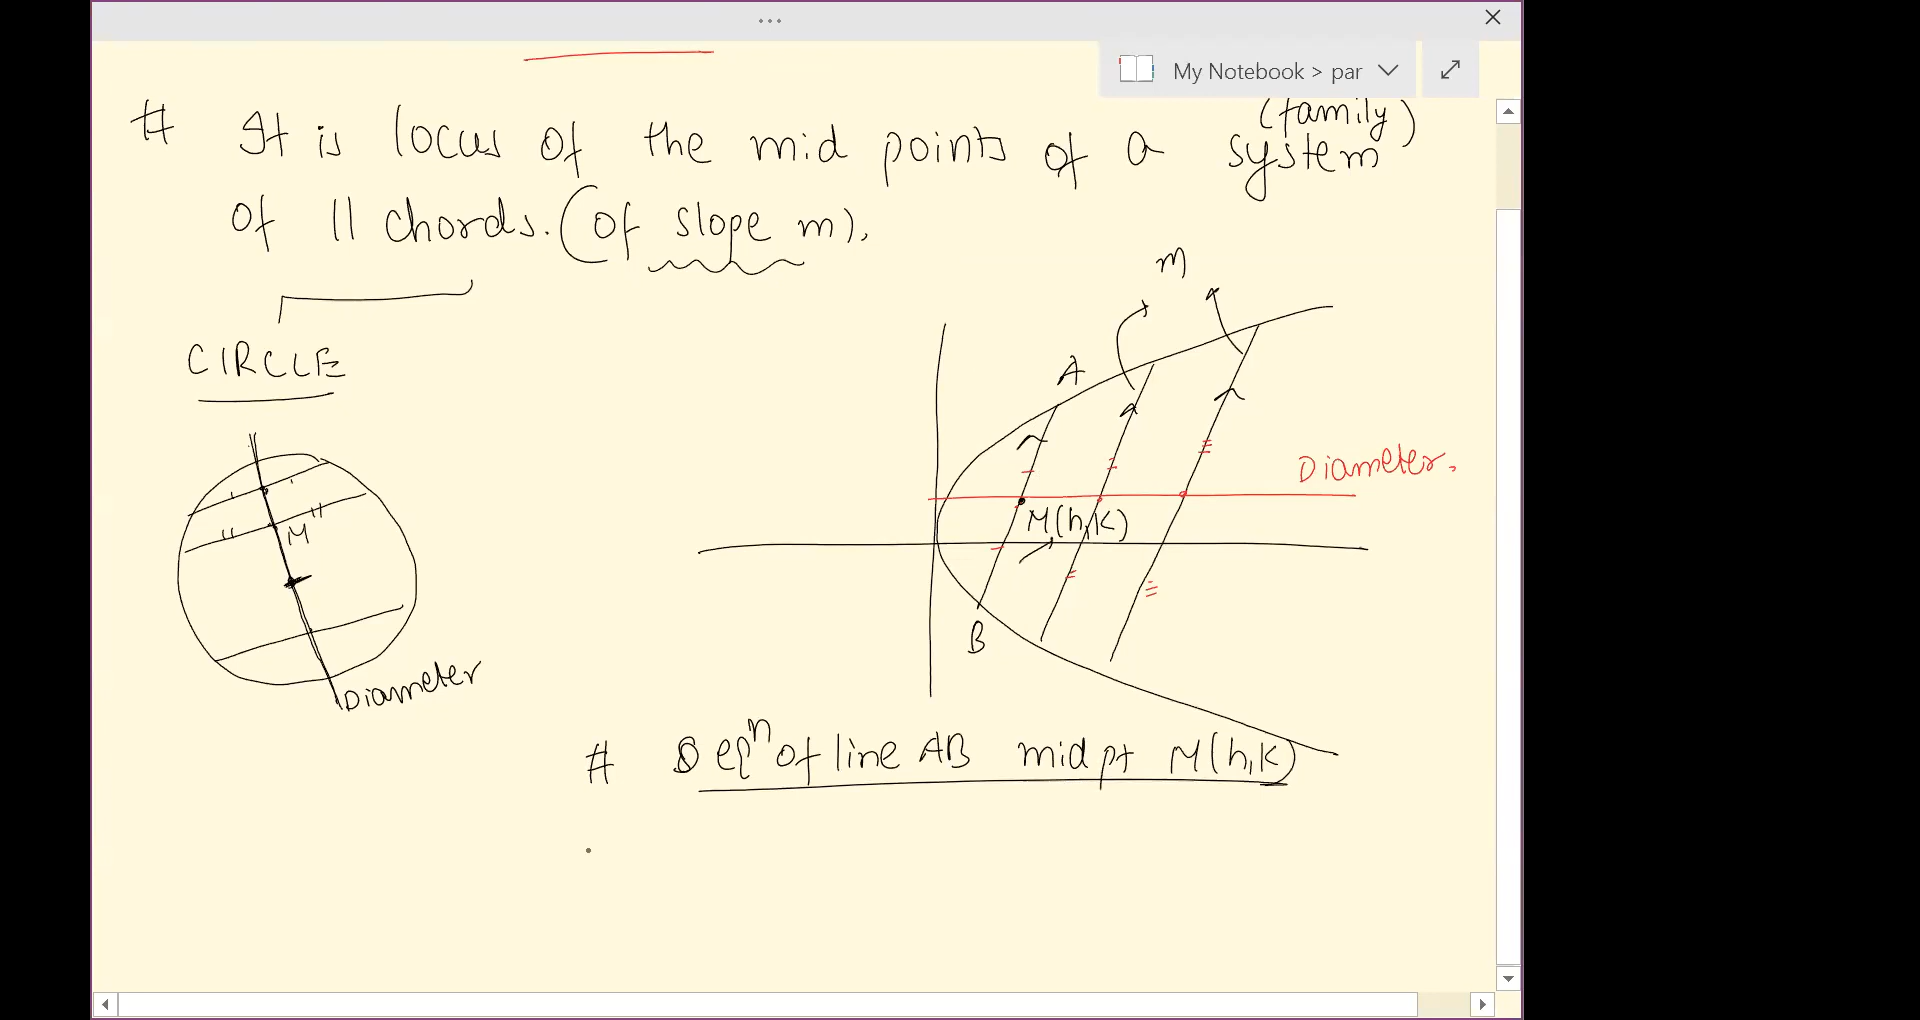 My Notebook > par
(family)
# It is locus of the mid points of a system
of || chords. (of slope m).
CIRCLE
m
A
Diameter.
M(h,k)
M
B
Diameter
# eqⁿ of line AB mid pt M(h,k)